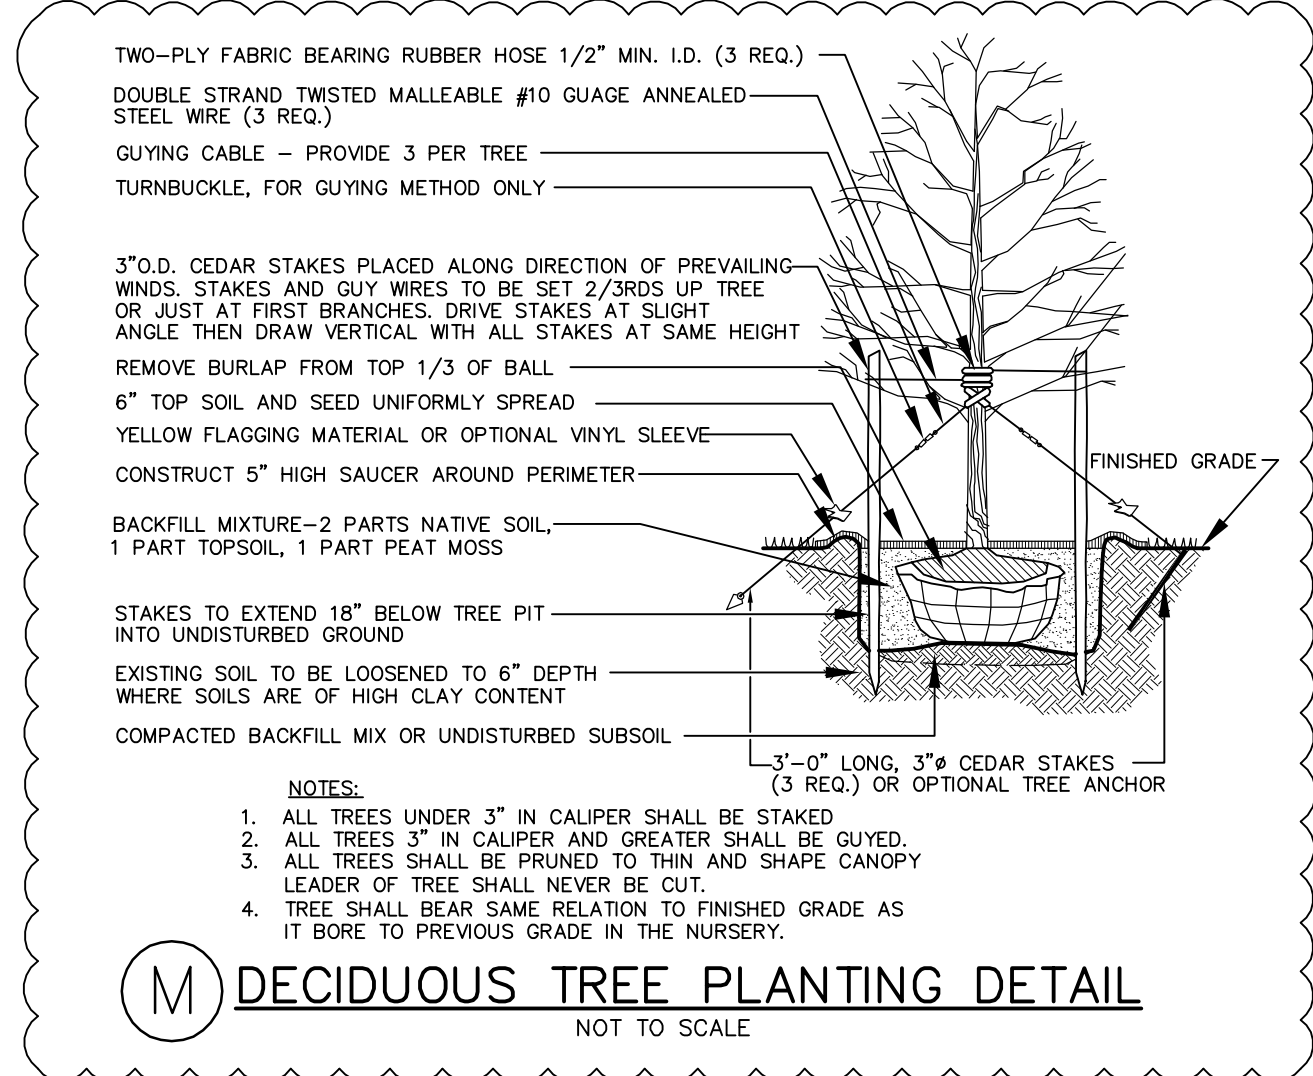 TWO-PLY FABRIC BEARING RUBBER HOSE 1/2" MIN. I.D. (3 REQ.)
DOUBLE STRAND TWISTED MALLEABLE #10 GUAGE ANNEALED
STEEL WIRE (3 REQ.)
GUYING CABLE - PROVIDE 3 PER TREE
TURNBUCKLE, FOR GUYING METHOD ONLY
3"O.D. CEDAR STAKES PLACED ALONG DIRECTION OF PREVAILING
WINDS. STAKES AND GUY WIRES TO BE SET 2/3RDS UP TREE
OR JUST AT FIRST BRANCHES. DRIVE STAKES AT SLIGHT
ANGLE THEN DRAW VERTICAL WITH ALL STAKES AT SAME HEIGHT
REMOVE BURLAP FROM TOP 1/3 OF BALL
6" TOP SOIL AND SEED UNIFORMLY SPREAD
YELLOW FLAGGING MATERIAL OR OPTIONAL VINYL SLEEVE
CONSTRUCT 5" HIGH SAUCER AROUND PERIMETER
FINISHED GRADE
BACKFILL MIXTURE-2 PARTS NATIVE SOIL,
1 PART TOPSOIL, 1 PART PEAT MOSS
STAKES TO EXTEND 18" BELOW TREE PIT
INTO UNDISTURBED GROUND
EXISTING SOIL TO BE LOOSENED TO 6" DEPTH
WHERE SOILS ARE OF HIGH CLAY CONTENT
COMPACTED BACKFILL MIX OR UNDISTURBED SUBSOIL
3'-0" LONG, 3"ø CEDAR STAKES
(3 REQ.) OR OPTIONAL TREE ANCHOR
NOTES:
1. ALL TREES UNDER 3" IN CALIPER SHALL BE STAKED
2. ALL TREES 3" IN CALIPER AND GREATER SHALL BE GUYED.
3. ALL TREES SHALL BE PRUNED TO THIN AND SHAPE CANOPY
LEADER OF TREE SHALL NEVER BE CUT.
4. TREE SHALL BEAR SAME RELATION TO FINISHED GRADE AS
IT BORE TO PREVIOUS GRADE IN THE NURSERY.
M DECIDUOUS TREE PLANTING DETAIL
NOT TO SCALE